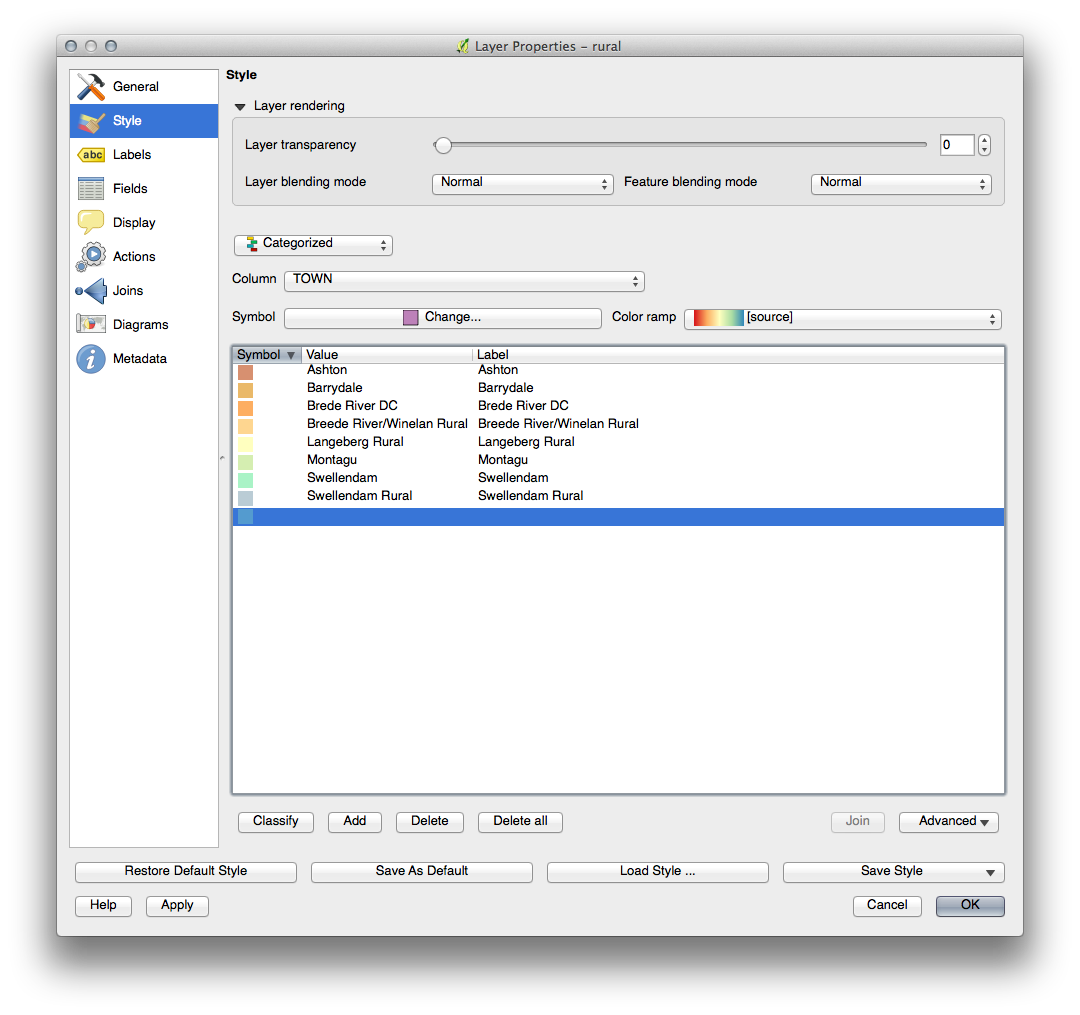 Layer Properties – rural
General
Style
Labels
Fields
Display
Actions
Joins
Diagrams
Metadata
abc
Style
Layer rendering
Layer transparency 0
Layer blending mode Normal Feature blending mode Normal
Categorized
Column TOWN
Symbol Change... Color ramp [source]
Symbol Value Label
Ashton Ashton
Barrydale Barrydale
Brede River DC Brede River DC
Breede River/Winelan Rural Breede River/Winelan Rural
Langeberg Rural Langeberg Rural
Montagu Montagu
Swellendam Swellendam
Swellendam Rural Swellendam Rural
Classify Add Delete Delete all Join Advanced
Restore Default Style Save As Default Load Style ... Save Style
Help Apply Cancel OK